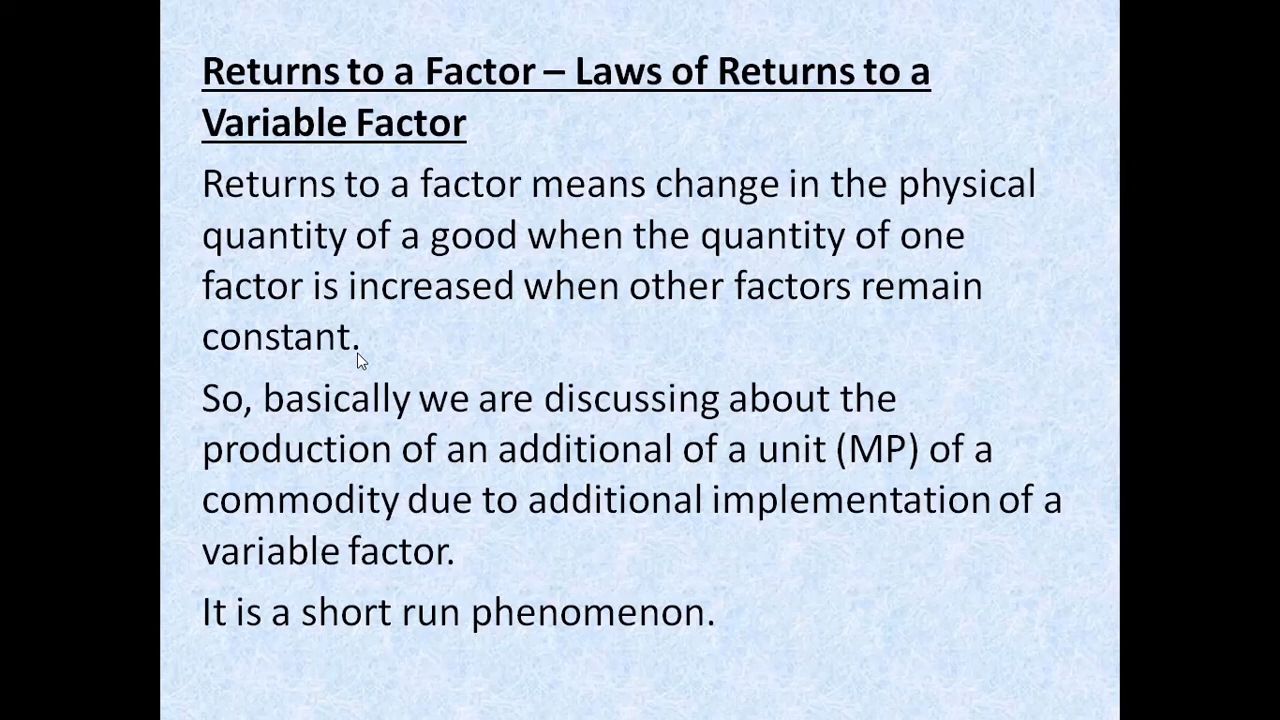 Returns to a Factor – Laws of Returns to a
Variable Factor
Returns to a factor means change in the physical
quantity of a good when the quantity of one
factor is increased when other factors remain
constant.
So, basically we are discussing about the
production of an additional of a unit (MP) of a
commodity due to additional implementation of a
variable factor.
It is a short run phenomenon.